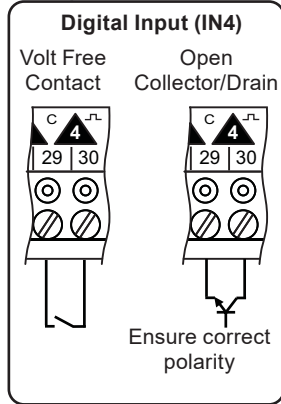 Digital Input (IN4)
Volt Free
Contact
Open
Collector/Drain
C 4
29 30
C 4
29 30
Ensure correct
polarity